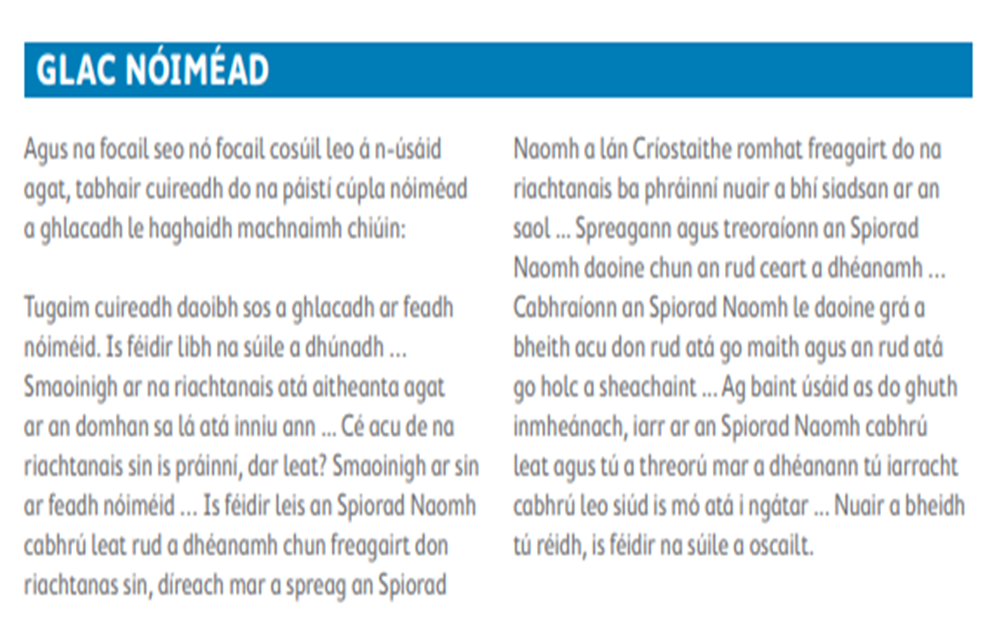 GLAC NÓIMÉAD
Agus na focail seo nó focail cosúil leo á n-úsáid
agat, tabhair cuireadh do na páistí cúpla nóiméad
a ghlacadh le haghaidh machnaimh chiúin:
Tugaim cuireadh daoibh sos a ghlacadh ar feadh
nóiméid. Is féidir libh na súile a dhúnadh ...
Smaoinigh ar na riachtanais atá aitheanta agat
ar an domhan sa lá atá inniu ann ... Cé acu de na
riachtanais sin is práinní, dar leat? Smaoinigh ar sin
ar feadh nóiméid ... Is féidir leis an Spiorad Naomh
cabhrú leat rud a dhéanamh chun freagairt don
riachtanas sin, díreach mar a spreag an Spiorad
Naomh a lán Críostaithe romhat freagairt do na
riachtanais ba phráinní nuair a bhí siadsan ar an
saol ... Spreagann agus treoraíonn an Spiorad
Naomh daoine chun an rud ceart a dhéanamh ...
Cabhraíonn an Spiorad Naomh le daoine grá a
bheith acu don rud atá go maith agus an rud atá
go holc a sheachaint ... Ag baint úsáid as do ghuth
inmheánach, iarr ar an Spiorad Naomh cabhrú
leat agus tú a threorú mar a dhéanann tú iarracht
cabhrú leo siúd is mó atá i ngátar ... Nuair a bheidh
tú réidh, is féidir na súile a oscailt.